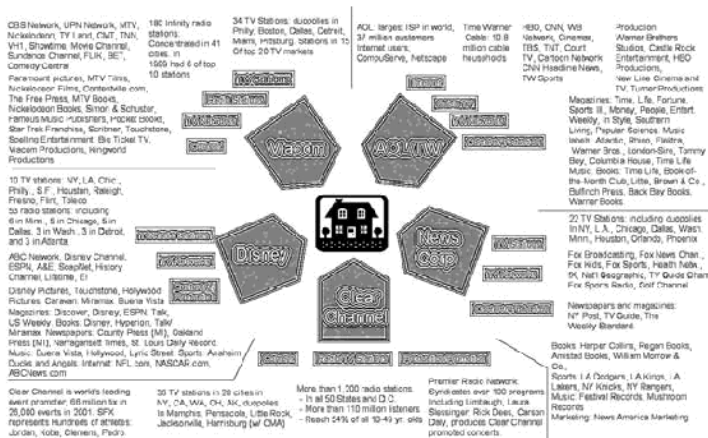 CBS Network, UPN Network, MTV,
Nickelodeon, TV Land, CMT, TNN,
VH1, Showtime, Movie Channel,
Sundance Channel, FLIX, BET,
Comedy Central
Paramount pictures, MTV Films,
Nickelodeon Films, Contentville.com,
The Free Press, MTV Books,
Nickelodeon Books, Simon & Schuster,
Famous Music Publishers, Pocket Books,
Star Trek Franchise, Scribner, Touchstone,
Spelling Entertainment, Big Ticket TV,
Viacom Productions, Kingworld
Productions
180 Infinity radio
stations:
Concentrated in 41
cities. In
1999 had 6 of top
10 stations
34 TV Stations: duopolies in
Philly, Boston, Dallas, Detroit,
Miami, Pittsburg. Stations in 15
of top 20 TV markets
AOL: largest ISP in world,
37 million customers
Internet users;
CompuServe, Netscape
Time Warner
Cable: 10.8
million cable
households
HBO, CNN, WB
Network, Cinemax,
TBS, TNT, Court
TV, Cartoon Network
CNN Headline News,
TW Sports
Production
Warner Brothers
Studios, Castle Rock
Entertainment, HBO
Productions,
New Line Cinema and
TV, Turner Productions
Magazines: Time, Life, Fortune,
Sports Ill., Money, People, Entert.
Weekly, In Style, Southern
Living, Popular Science. Music
labels: Atlantic, Rhino, Elektra,
Warner Bros., London-Sire, Tommy
Boy, Columbia House, Time Life
Music. Books: Time Life, Book-of-
the-Month Club, Little, Brown & Co.,
Bulfinch Press, Back Bay Books,
Warner Books
Viacom
AOL/TW
10 TV stations: NY, LA, Chic.,
Philly., S.F., Houston, Raleigh,
Fresno, Flint, Toledo
55 radio stations: including
6 in Minn., 5 in Chicago, 5 in
Dallas, 3 in Wash., 3 in Detroit,
and 3 in Atlanta
ABC Network, Disney Channel,
ESPN, A&E, SoapNet, History
Channel, Lifetime, E!
Disney Pictures, Touchstone, Hollywood
Pictures, Caravan, Miramax, Buena Vista
Magazines: Discover, Disney, ESPN, Talk,
US Weekly. Books: Disney, Hyperion, Talk/
Miramax. Newspapers: County Press (MI), Oakland
Press (MI), Narragansett Times, St. Louis Daily Record.
Music: Buena Vista, Hollywood, Lyric Street. Sports: Anaheim
Ducks and Angels. Internet: NFL.com, NASCAR.com,
ABCNews.com
Disney
News
Corp
Clear
Channel
22 TV Stations: including duopolies
In NY, L.A., Chicago, Dallas, Wash.
Minn., Houston, Orlando, Phoenix
Fox Broadcasting, Fox News Chan.,
Fox Kids, Fox Sports, Health Netw.,
FX, Nat'l Geographic, TV Guide Chan
Fox Sports Radio, Golf Channel
Newspapers and magazines:
NY Post, TV Guide, The
Weekly Standard
Books: Harper Collins, Regan Books,
Amistad Books, William Morrow &
Co.,
Sports: LA Dodgers, LA Kings, LA
Lakers, NY Knicks, NY Rangers,
Music: Festival Records, Mushroom
Records
Marketing: News America Marketing
Clear Channel is world's leading
event promoter, 66 million for in
26,000 events in 2001. SFX
represents hundreds of athletes:
Jordan, Kobe, Clemens, Pedro.
36 TV stations in 28 cities in
NY, CA, WA, OH, AK, duopolies
In Memphis, Pensacola, Little Rock,
Jacksonville, Harrisburg (w/ CMA)
More than 1,200 radio stations
- In all 50 States and D.C.
- More than 110 million listeners
- Reach 54% of all 18-49 yr. olds
Premier Radio Network:
Syndicates over 100 programs
Including Limbaugh, Laura
Slessinger, Rick Dees, Carson
Daly, produces Clear Channel
promoted concerts.